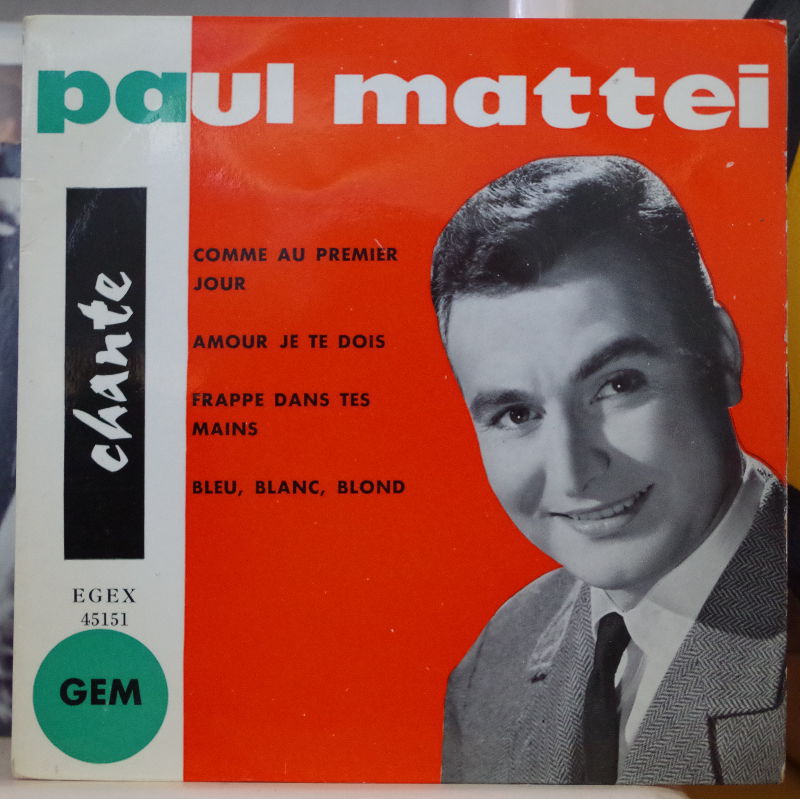 paul mattei
chante
COMME AU PREMIER
JOUR
AMOUR JE TE DOIS
FRAPPE DANS TES
MAINS
BLEU, BLANC, BLOND
EGEX
45151
GEM